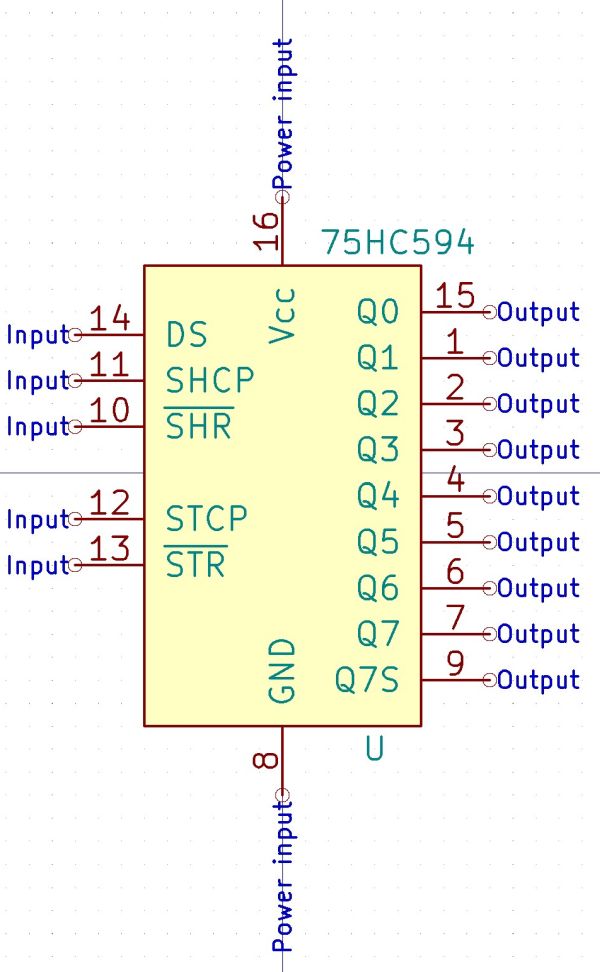 Power input
16
75HC594
Vcc
Input 14 DS
Input 11 SHCP
Input 10 SHR
Input 12 STCP
Input 13 STR
Q0 15 Output
Q1 1 Output
Q2 2 Output
Q3 3 Output
Q4 4 Output
Q5 5 Output
Q6 6 Output
Q7 7 Output
Q7S 9 Output
GND
U
8
Power input